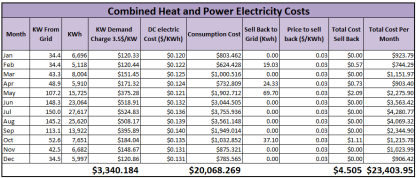 Combined Heat and Power Electricity Costs
Month KW From Grid KWh KW Demand Charge 3.5$/KW DC electric Cost ($/KWh) Consumption Cost Sell Back to Grid (Kwh) Price to sell back ($/KWh) Total Cost Sell Back Total Cost Per Month
Jan 34.4 6,696 $120.33 $0.120 $803.462 0.00 0.03 $0.00 $923.79
Feb 34.4 5,118 $120.44 $0.122 $624.428 19.03 0.03 $0.57 $744.29
Mar 43.3 8,004 $151.45 $0.125 $1,000.516 0.00 0.03 $0.00 $1,151.97
Apr 48.9 5,910 $171.32 $0.124 $732.809 24.33 0.03 $0.73 $903.40
May 107.2 15,725 $375.28 $0.121 $1,902.712 69.70 0.03 $2.09 $2,275.90
Jun 148.3 23,064 $518.91 $0.132 $3,044.505 0.00 0.03 $0.00 $3,563.42
Jul 150.0 27,617 $524.83 $0.136 $3,755.936 0.00 0.03 $0.00 $4,280.77
Aug 145.2 25,620 $508.17 $0.139 $3,561.148 0.00 0.03 $0.00 $4,069.32
Sep 113.1 13,922 $395.89 $0.140 $1,949.014 0.00 0.03 $0.00 $2,344.90
Oct 52.6 7,651 $184.04 $0.135 $1,032.852 37.10 0.03 $1.11 $1,215.78
Nov 42.5 6,682 $148.67 $0.131 $875.321 0.00 0.03 $0.00 $1,023.99
Dec 34.5 5,997 $120.86 $0.131 $785.565 0.00 0.03 $0.00 $906.42
$3,340.184 $20,068.269 $4.505 $23,403.95